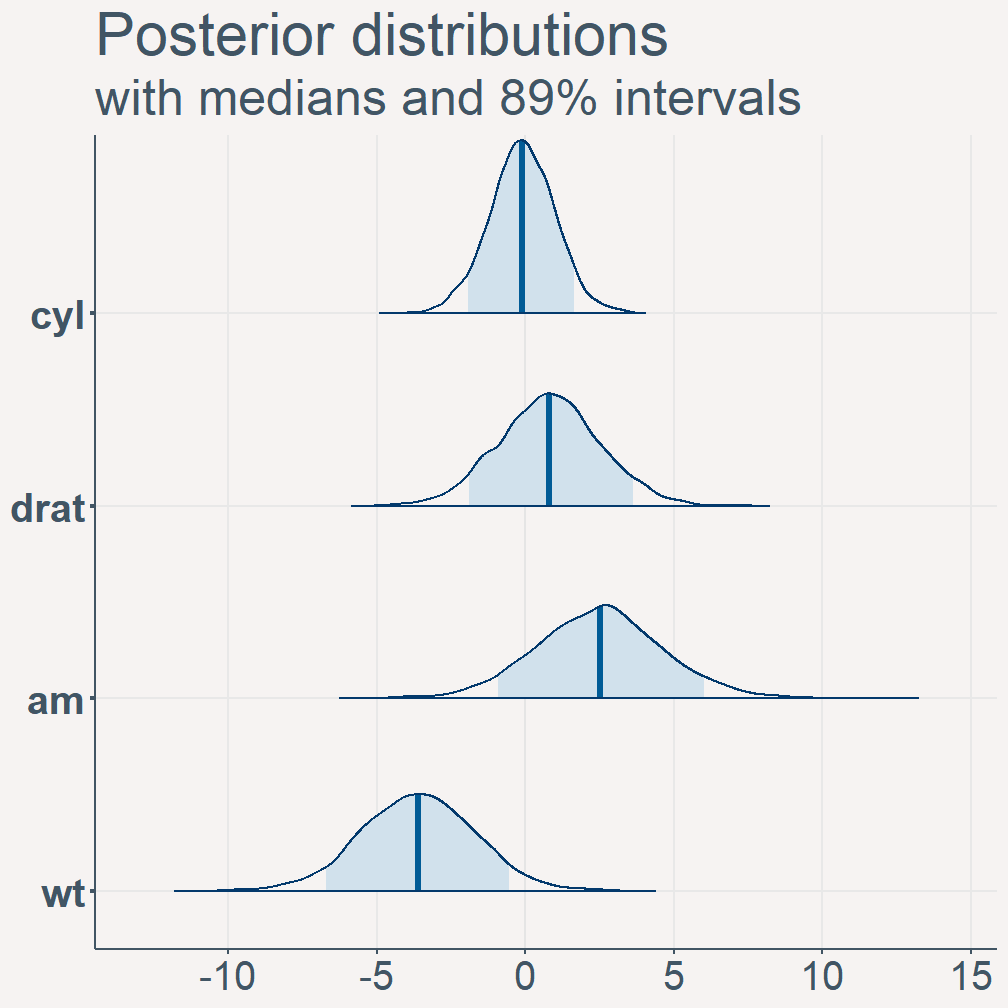 Posterior distributions
with medians and 89% intervals
cyl
drat
am
wt
-10 -5 0 5 10 15